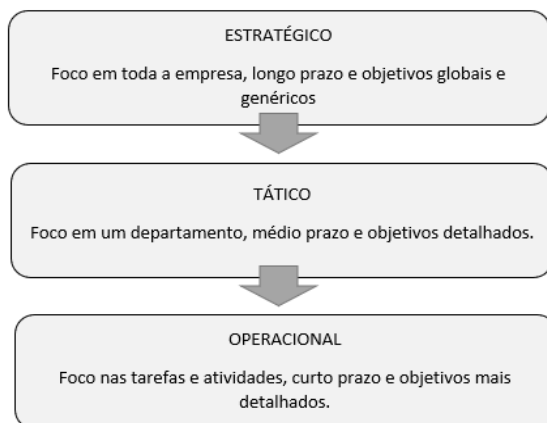 ESTRATÉGICO
Foco em toda a empresa, longo prazo e objetivos globais e
genéricos
TÁTICO
Foco em um departamento, médio prazo e objetivos detalhados.
OPERACIONAL
Foco nas tarefas e atividades, curto prazo e objetivos mais
detalhados.